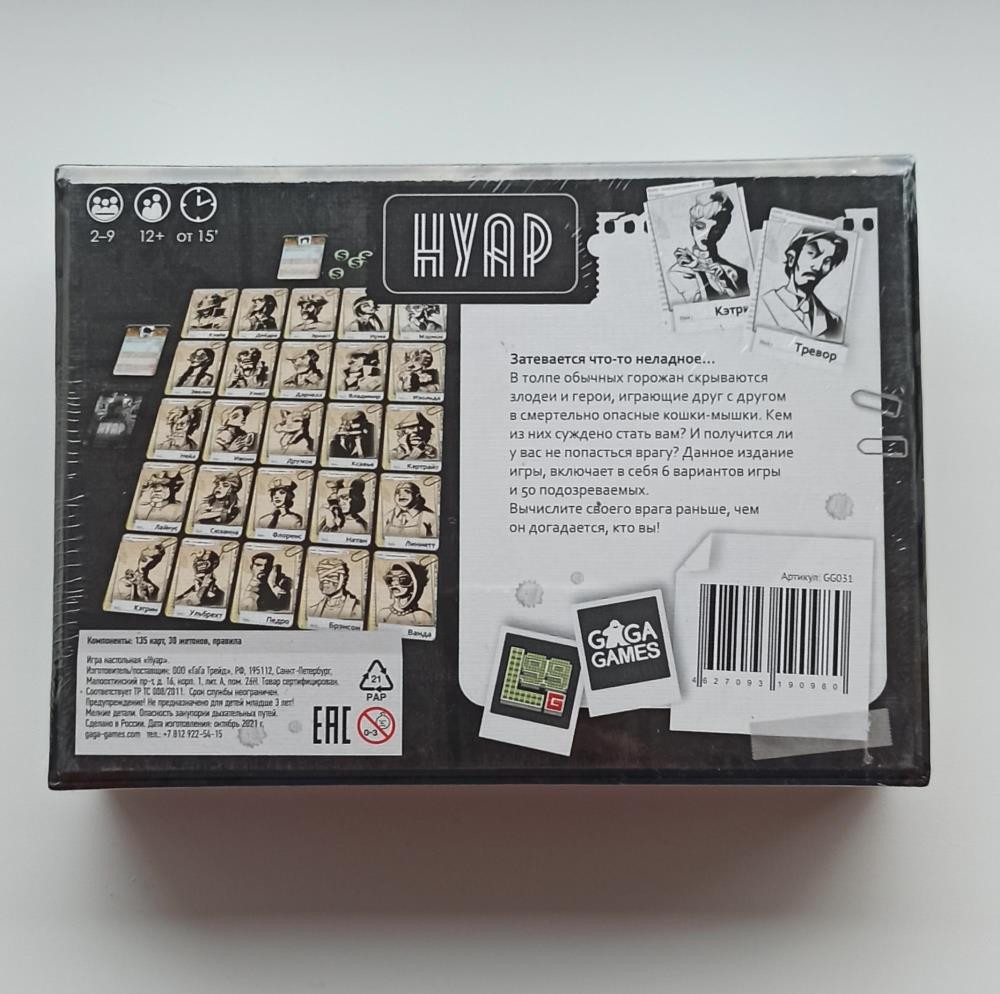 2–9 12+ от 15'
НУАР
Кэтри
Тревор
Затевается что-то неладное...
В толпе обычных горожан скрываются
злодеи и герои, играющие друг с другом
в смертельно опасные кошки-мышки. Кем
из них суждено стать вам? И получится ли
у вас не попасться врагу? Данное издание
игры, включает в себя 6 вариантов игры
и 50 подозреваемых.
Вычислите своего врага раньше, чем
он догадается, кто вы!
Владимир Изольда
Нейл Ивонн Дружок Ксавье Картрайт
Лайнус Сюзанна Флоренс Натан Линнетт
Кэтрин Ульбрехт Педро Брэнсон Ванда
Артикул: GG031
4 627093 190980
GAGA
GAMES
Lgg
G
Компоненты: 135 карт, 30 жетонов, правила
Игра настольная «Нуар».
Изготовитель/поставщик: ООО «ГаГа Трейд», РФ, 195112, Санкт-Петербург,
Малоохтинский пр-т, д. 16, корп. 1, лит. А, пом. 26Н. Товар сертифицирован.
Соответствует ТР ТС 008/2011. Срок службы неограничен.
Предупреждение! Не предназначено для детей младше 3 лет!
Мелкие детали. Опасность закупорки дыхательных путей.
Сделано в России. Дата изготовления: октябрь 2021 г.
gaga-games.com тел.: +7 812 922-54-15
21
PAP
EAC
0-3